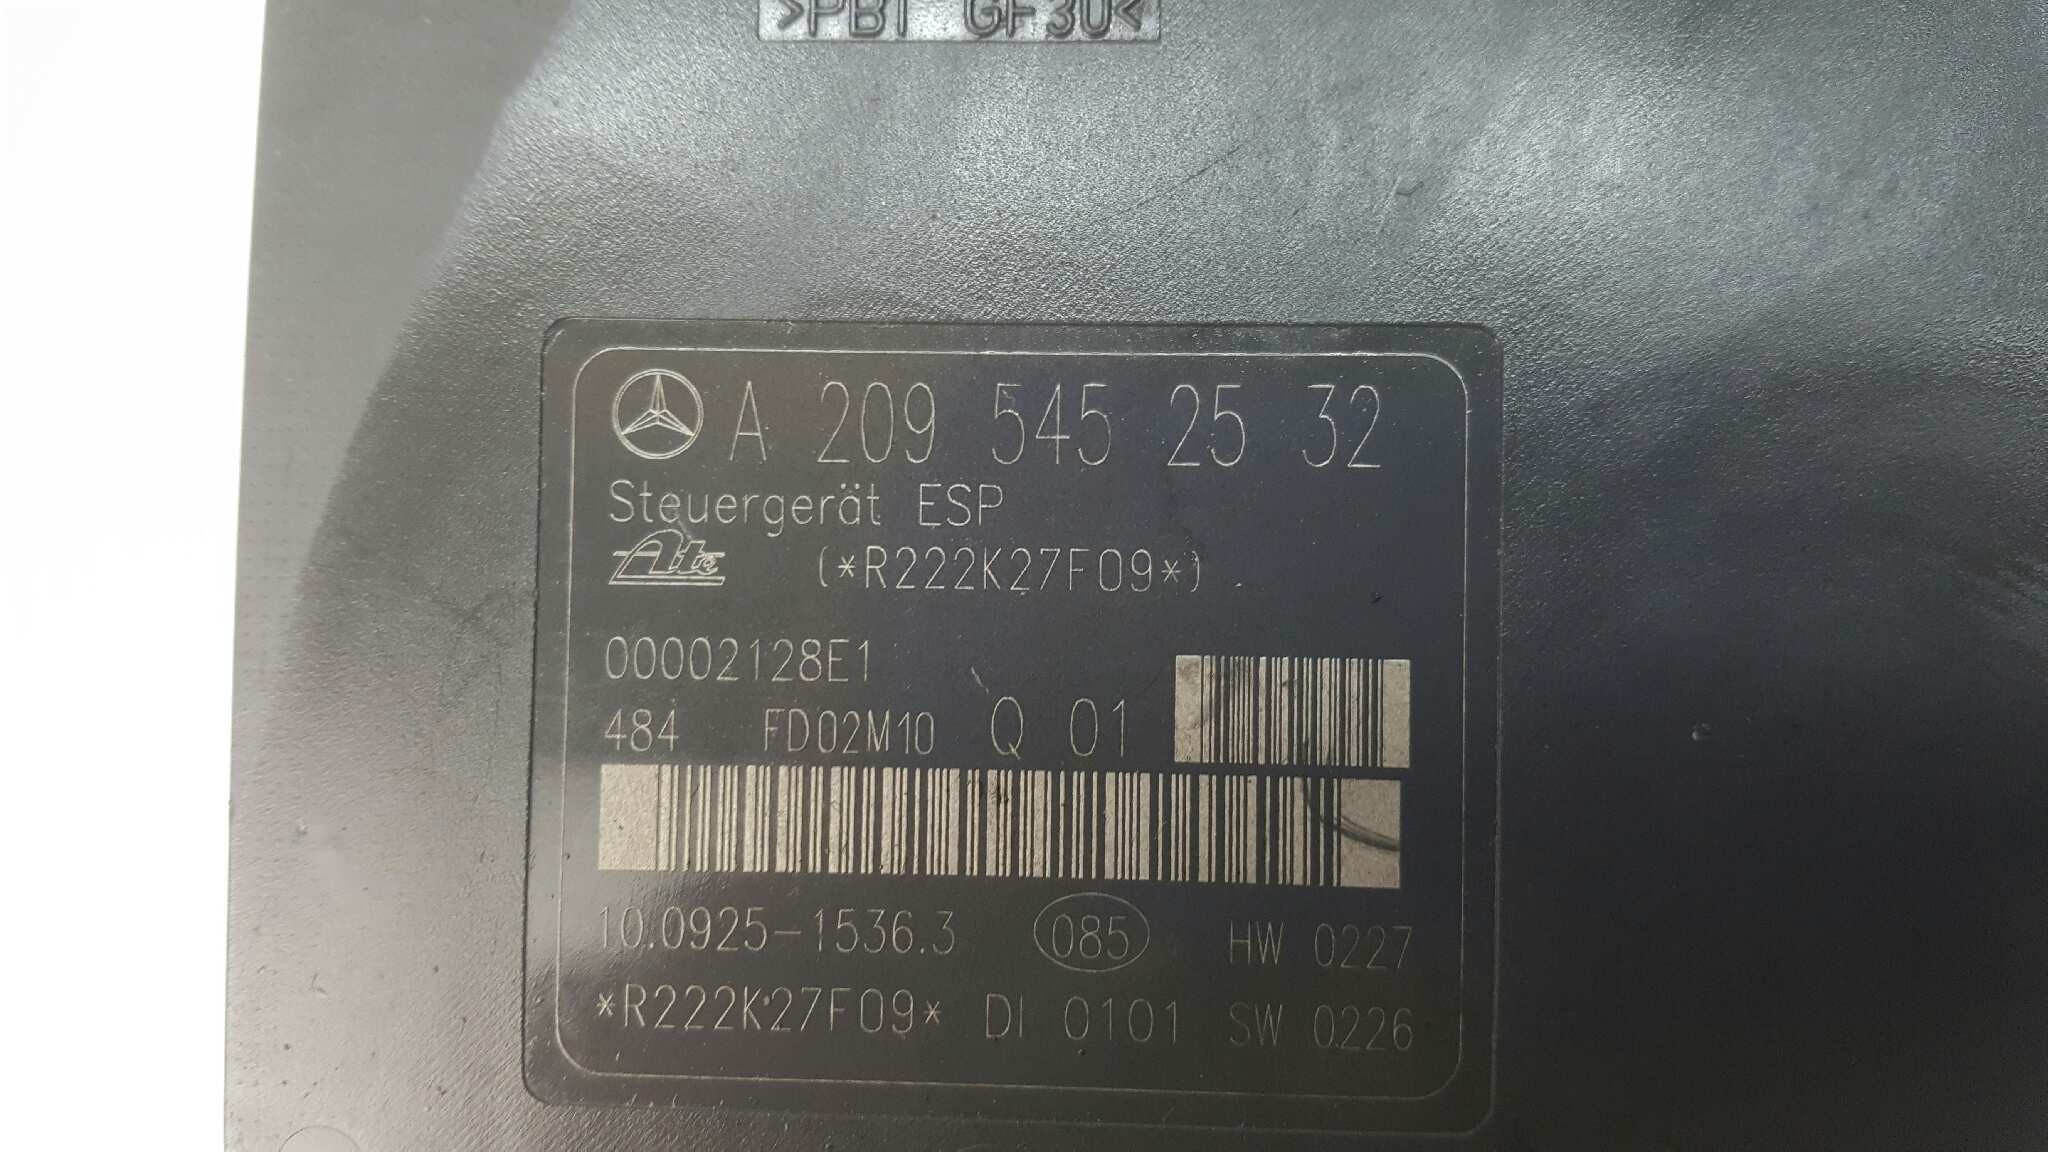 >PBT GF30<
A 209 545 25 32
Steuergerät ESP
Ate (*R222K27F09*)
00002128E1
484 FD02M10 Q 01
10.0925-1536.3 085 HW 0227
*R222K27F09* DI 0101 SW 0226